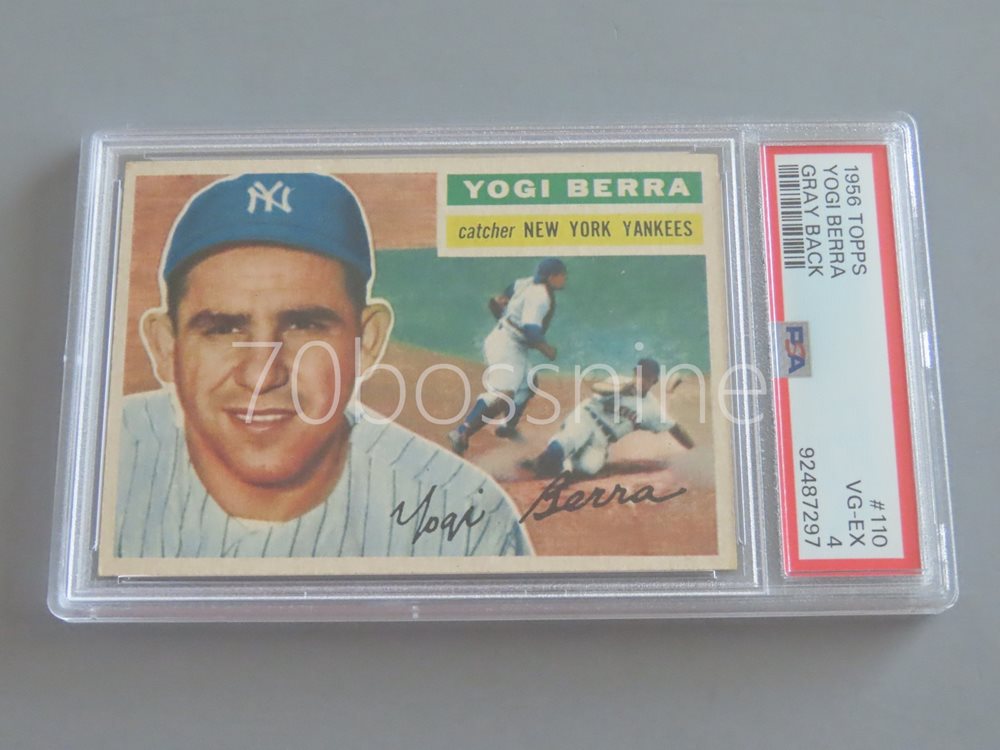 NY
YOGI BERRA
catcher NEW YORK YANKEES
Yogi Berra
70bossnine
1956 TOPPS #110
YOGI BERRA VG-EX
GRAY BACK 4
PSA 92487297